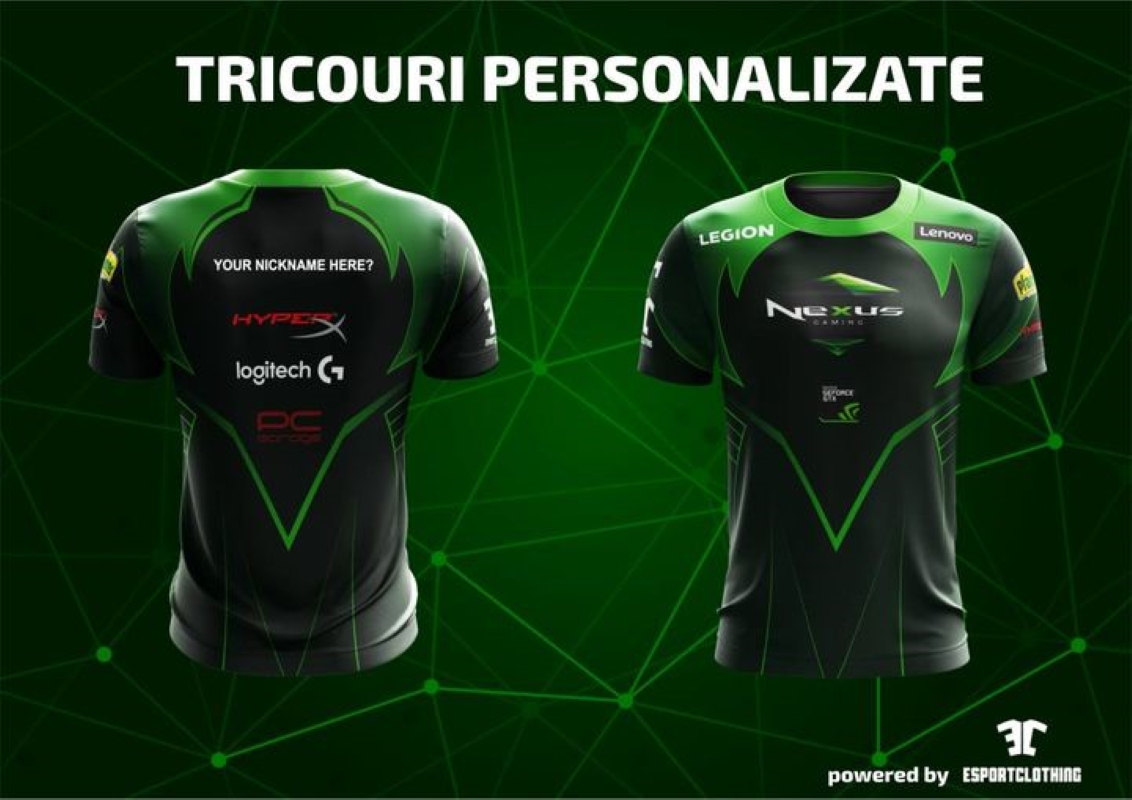 TRICOURI PERSONALIZATE
YOUR NICKNAME HERE?
HYPERX
logitech G
PC
garage
LEGION
Lenovo
NEXUS
GAMING
GEFORCE
GTX
powered by ESPORTCLOTHING